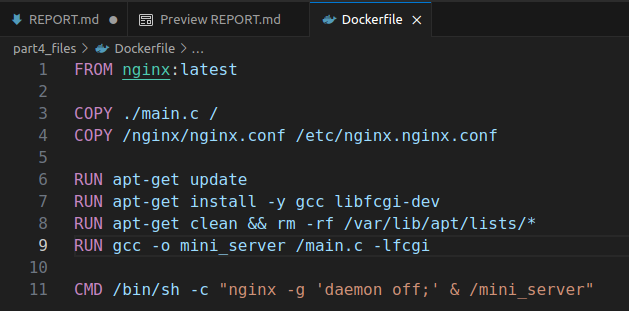 REPORT.md Preview REPORT.md Dockerfile
part4_files > Dockerfile > ...
1 FROM nginx:latest
2
3 COPY ./main.c /
4 COPY /nginx/nginx.conf /etc/nginx.nginx.conf
5
6 RUN apt-get update
7 RUN apt-get install -y gcc libfcgi-dev
8 RUN apt-get clean && rm -rf /var/lib/apt/lists/*
9 RUN gcc -o mini_server /main.c -lfcgi
10
11 CMD /bin/sh -c "nginx -g 'daemon off;' & /mini_server"